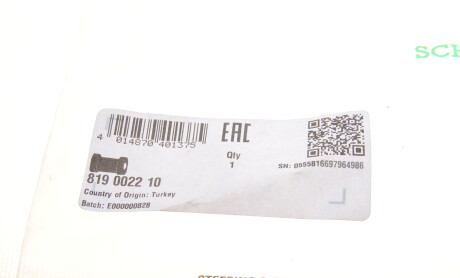 SCH
EAC
4 014870 401375
Qty
1
SN: 0555816697964986
819 0022 10
Country of Origin: Turkey
Batch: E000000828